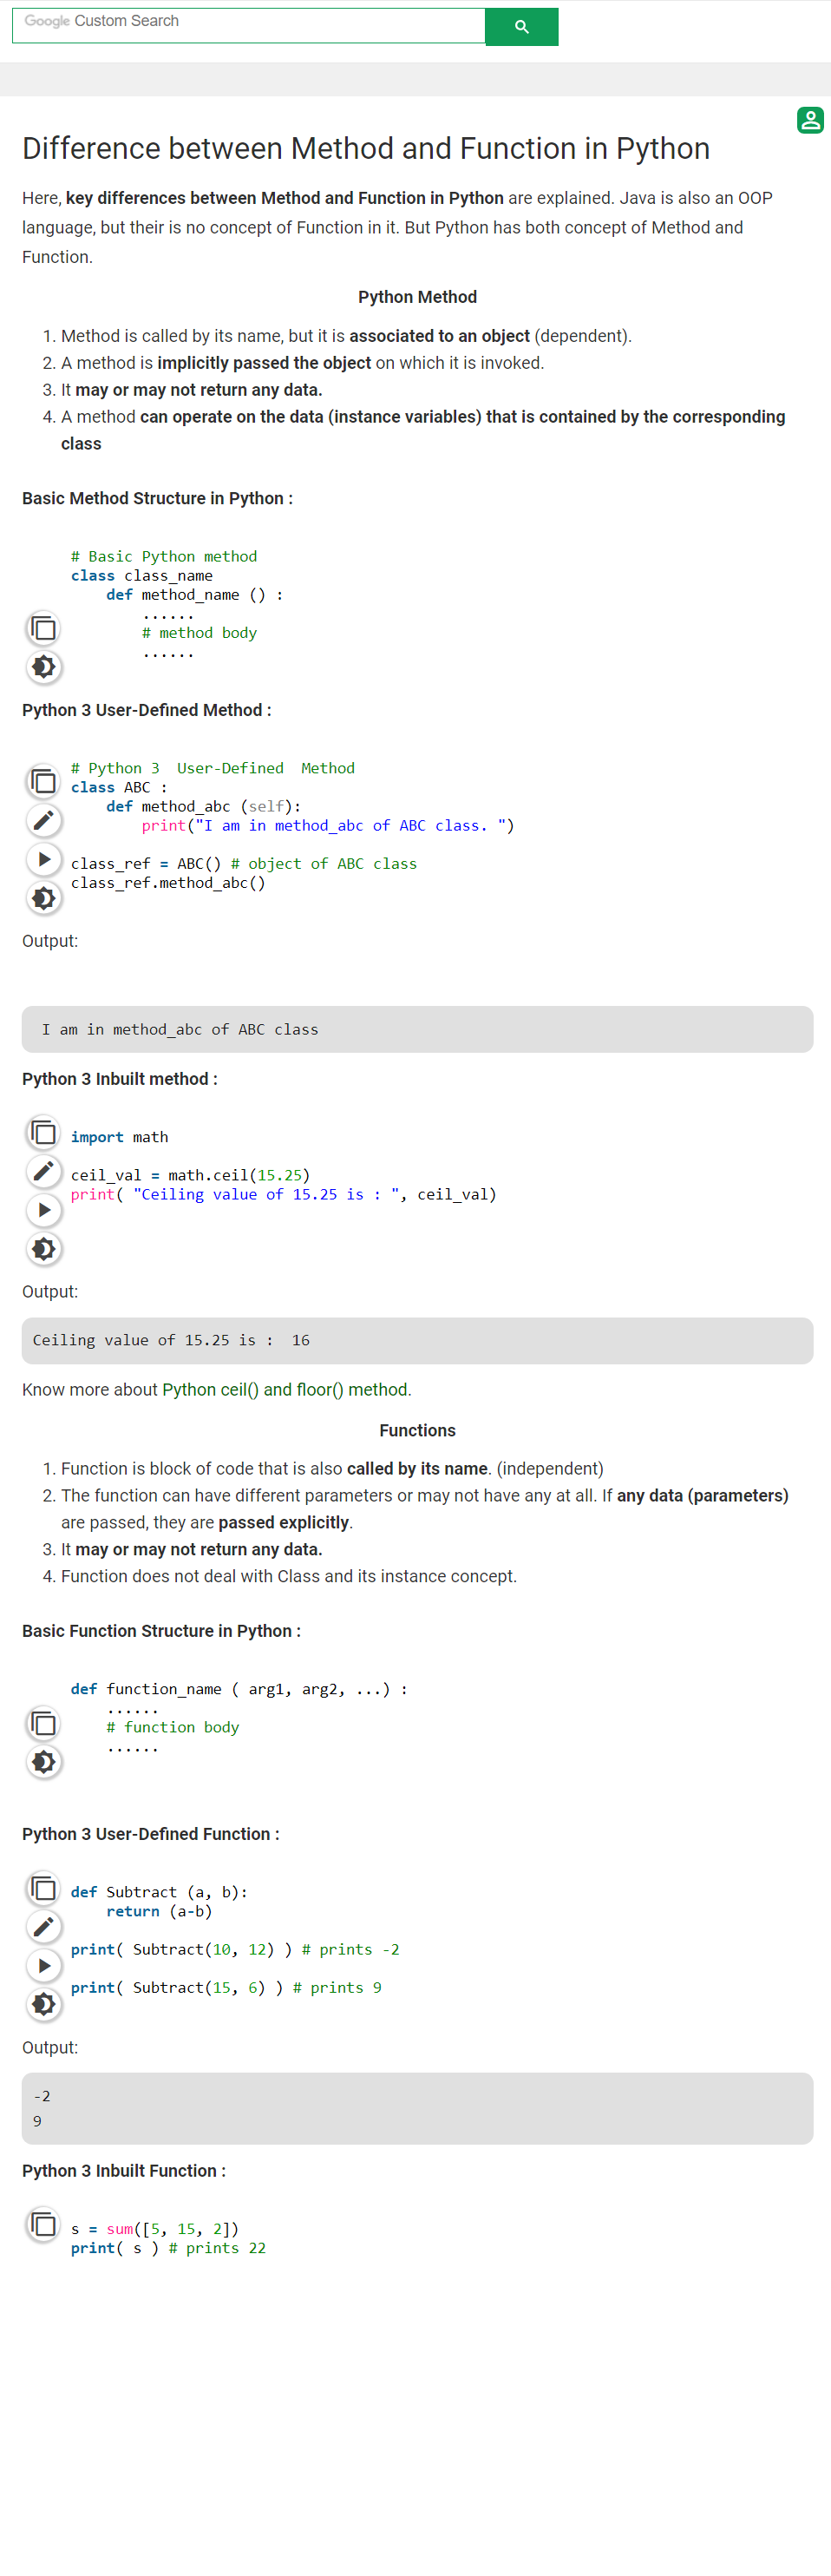 Google Custom Search
Difference between Method and Function in Python
Here, key differences between Method and Function in Python are explained. Java is also an OOP
language, but their is no concept of Function in it. But Python has both concept of Method and
Function.
Python Method
1. Method is called by its name, but it is associated to an object (dependent).
2. A method is implicitly passed the object on which it is invoked.
3. It may or may not return any data.
4. A method can operate on the data (instance variables) that is contained by the corresponding
class
Basic Method Structure in Python :
# Basic Python method
class class_name
    def method_name () :
        ......
        # method body
        ......
Python 3 User-Defined Method :
# Python 3  User-Defined  Method
class ABC :
    def method_abc (self):
        print("I am in method_abc of ABC class. ")
class_ref = ABC() # object of ABC class
class_ref.method_abc()
Output:
I am in method_abc of ABC class
Python 3 Inbuilt method :
import math
ceil_val = math.ceil(15.25)
print( "Ceiling value of 15.25 is : ", ceil_val)
Output:
Ceiling value of 15.25 is :  16
Know more about Python ceil() and floor() method.
Functions
1. Function is block of code that is also called by its name. (independent)
2. The function can have different parameters or may not have any at all. If any data (parameters)
are passed, they are passed explicitly.
3. It may or may not return any data.
4. Function does not deal with Class and its instance concept.
Basic Function Structure in Python :
def function_name ( arg1, arg2, ...) :
    ......
    # function body
    ......
Python 3 User-Defined Function :
def Subtract (a, b):
    return (a-b)
print( Subtract(10, 12) ) # prints -2
print( Subtract(15, 6) ) # prints 9
Output:
-2
9
Python 3 Inbuilt Function :
s = sum([5, 15, 2])
print( s ) # prints 22